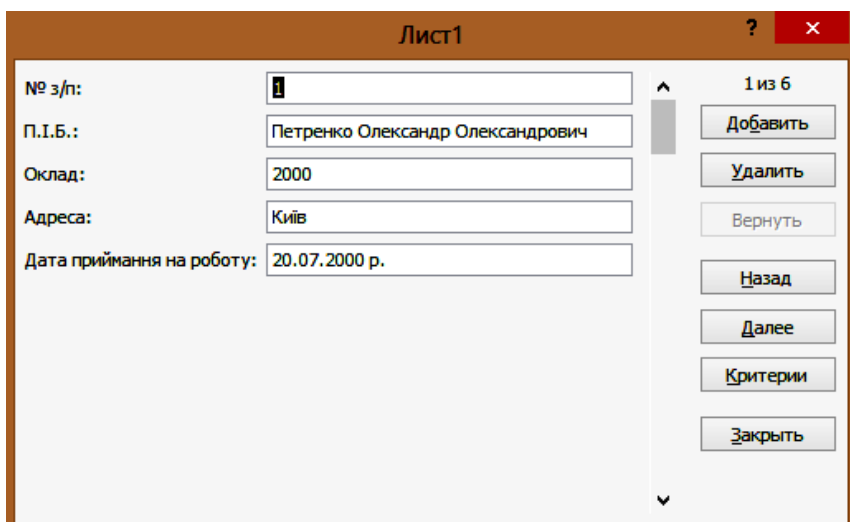 Лист1
?
×
№ з/п:
1
П.І.Б.:
Петренко Олександр Олександрович
Оклад:
2000
Адреса:
Київ
Дата приймання на роботу:
20.07.2000 р.
1 из 6
Добавить
Удалить
Вернуть
Назад
Далее
Критерии
Закрыть